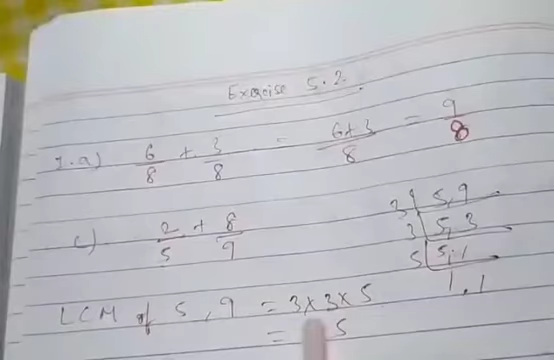 Exercise 5.2
1.a) 6/8 + 3/8 = 6+3/8 = 9/8
c) 2/5 + 8/9
3 | 5, 9
3 | 5, 3
5 | 5, 1
1, 1
LCM of 5, 9 = 3×3×5
= 5